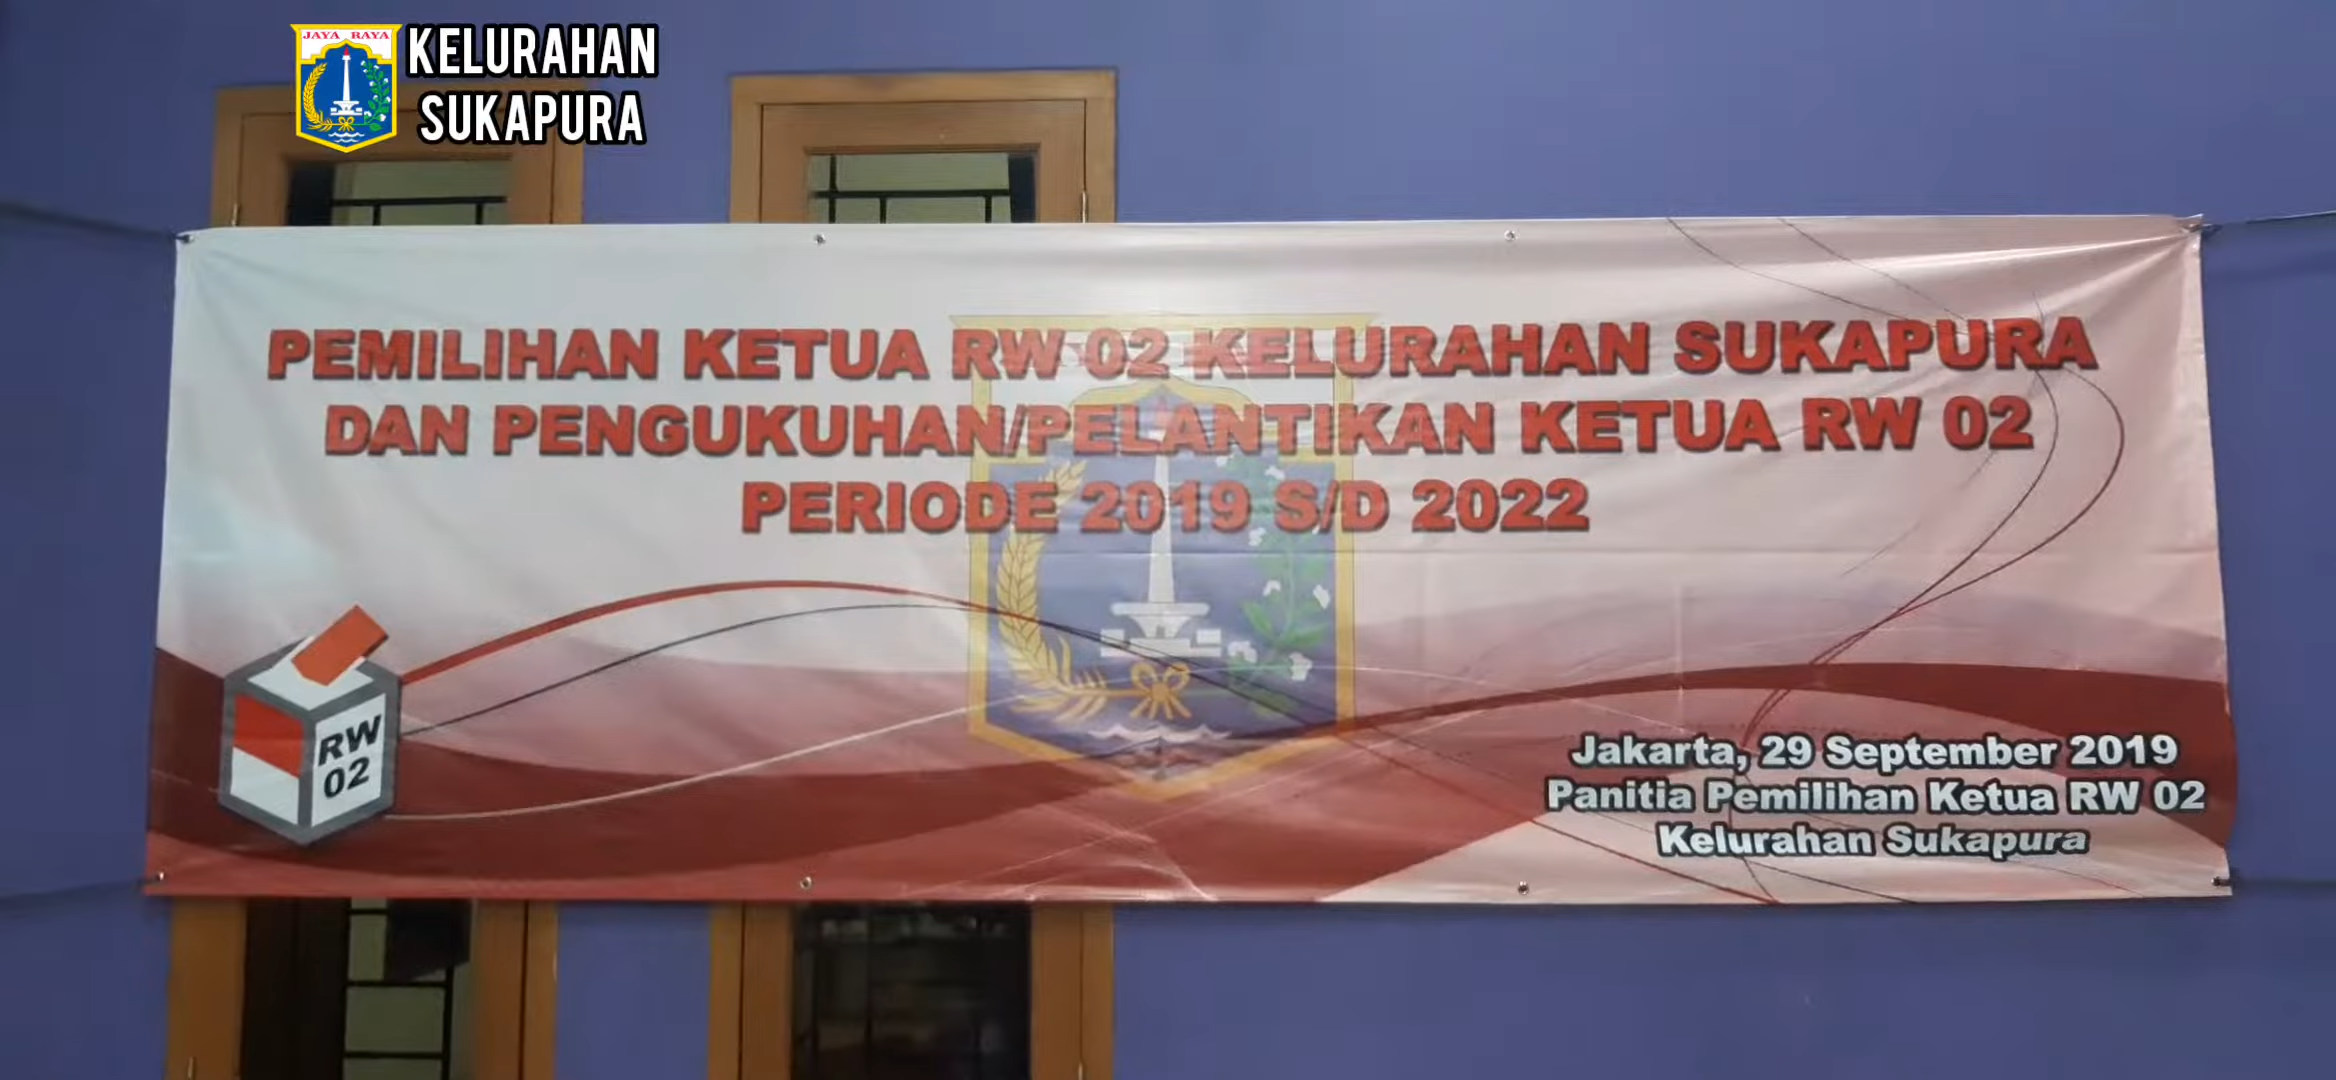 JAYA RAYA
KELURAHAN
SUKAPURA
PEMILIHAN KETUA RW 02 KELURAHAN SUKAPURA
DAN PENGUKUHAN/PELANTIKAN KETUA RW 02
PERIODE 2019 S/D 2022
RW
02
Jakarta, 29 September 2019
Panitia Pemilihan Ketua RW 02
Kelurahan Sukapura